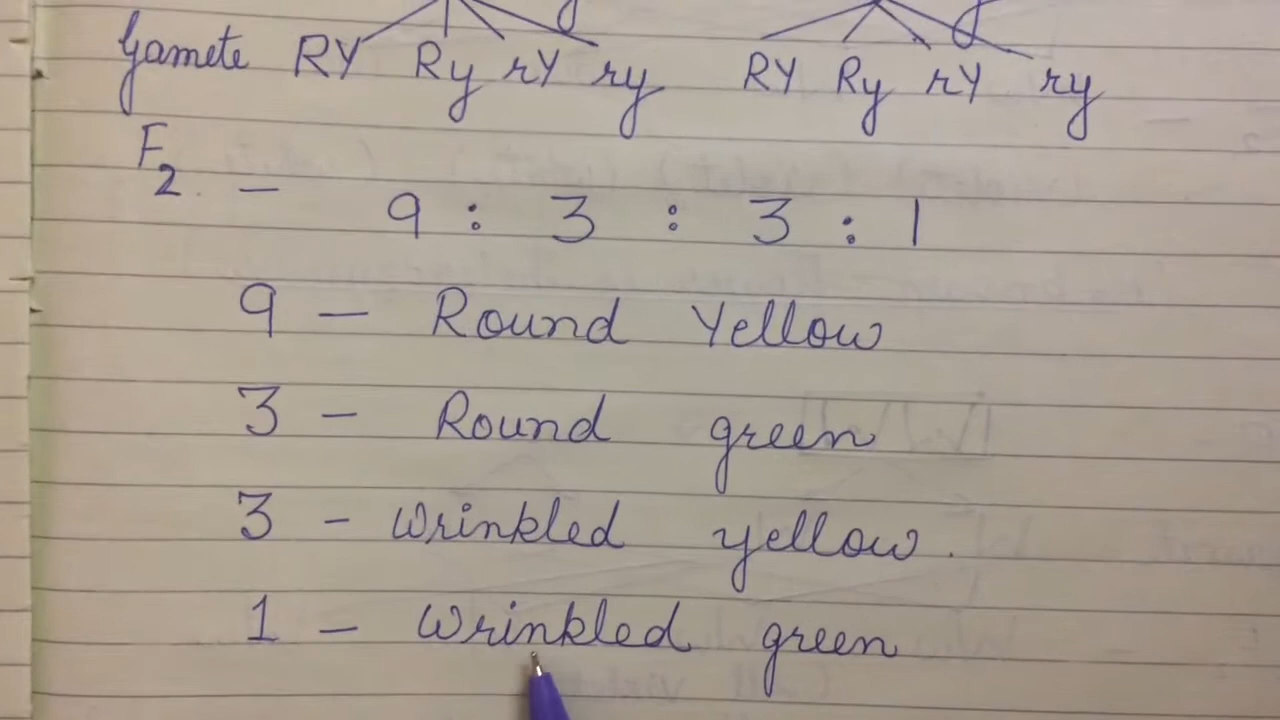 Gamete RY Ry rY ry RY Ry rY ry
F2 - 9 : 3 : 3 : 1
9 - Round Yellow
3 - Round green
3 - Wrinkled yellow.
1 - Wrinkled green